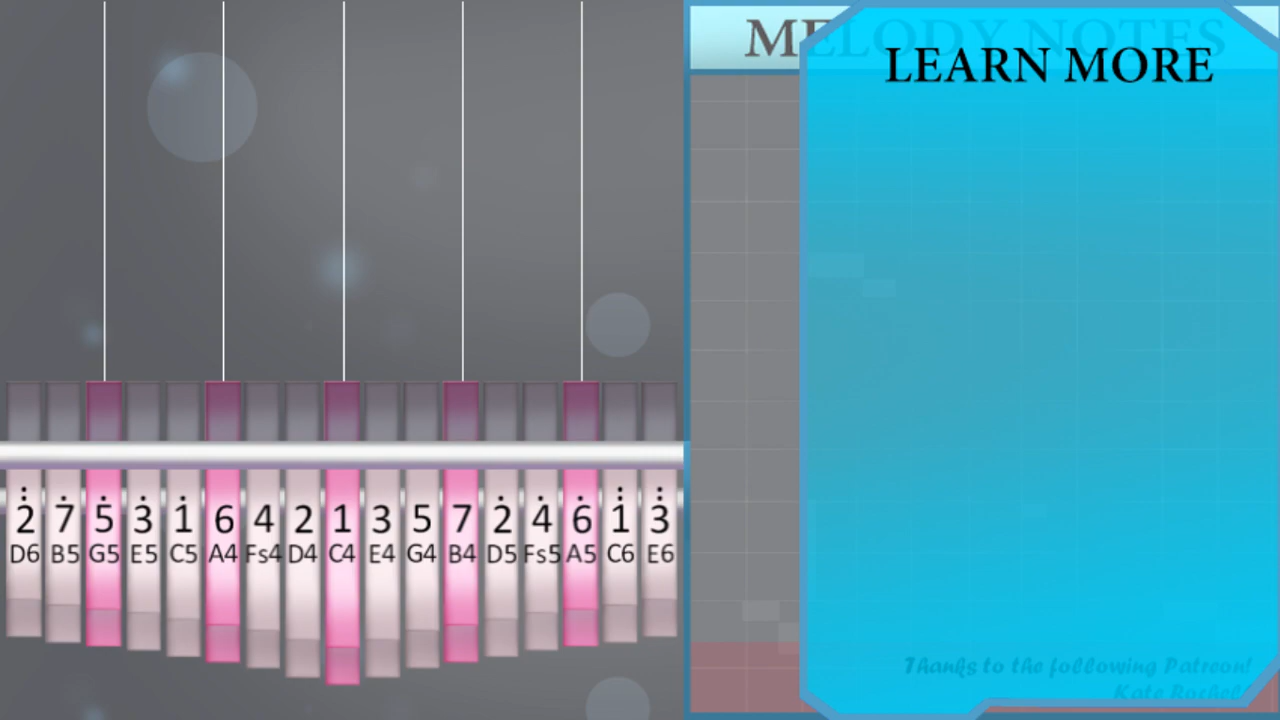 MELODY NOTES
LEARN MORE
2 7 5 3 1 6 4 2 1 3 5 7 2 4 6 1 3
D6 B5 G5 E5 C5 A4 Fs4 D4 C4 E4 G4 B4 D5 Fs5 A5 C6 E6
Thanks to the following Patreon!
Kate Rachel